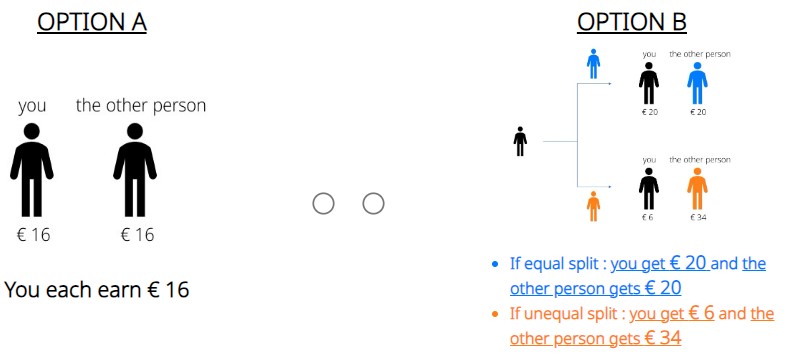 OPTION A
you the other person
€ 16 € 16
You each earn € 16
OPTION B
you the other person
€ 20 € 20
you the other person
€ 6 € 34
• If equal split : you get € 20 and the
other person gets € 20
• If unequal split : you get € 6 and the
other person gets € 34